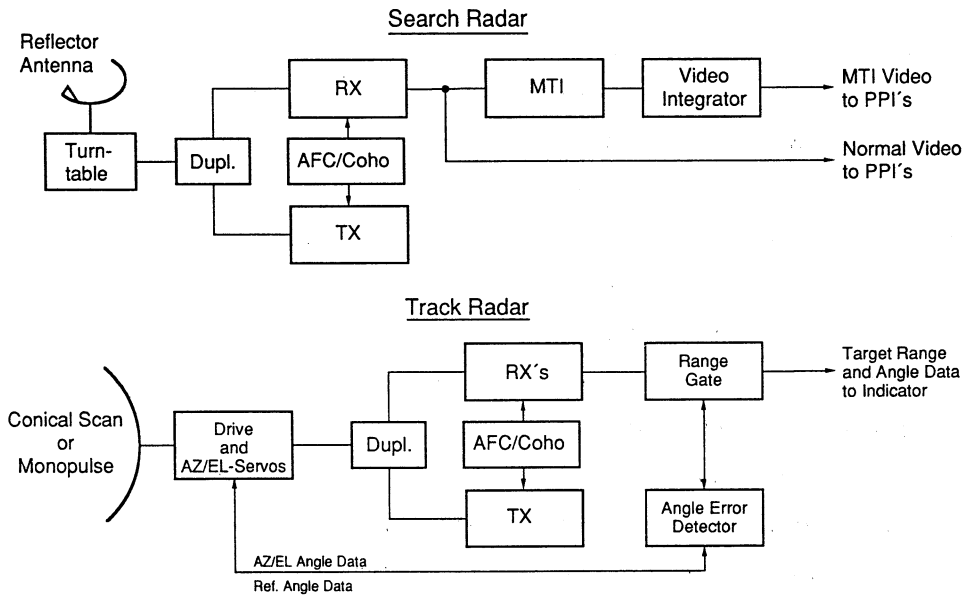 Search Radar
Reflector
Antenna
Turn-
table
Dupl.
RX
AFC/Coho
TX
MTI
Video
Integrator
MTI Video
to PPI´s
Normal Video
to PPI´s
Track Radar
Conical Scan
or
Monopulse
Drive
and
AZ/EL-Servos
Dupl.
RX´s
AFC/Coho
TX
Range
Gate
Angle Error
Detector
Target Range
and Angle Data
to Indicator
AZ/EL Angle Data
Ref. Angle Data